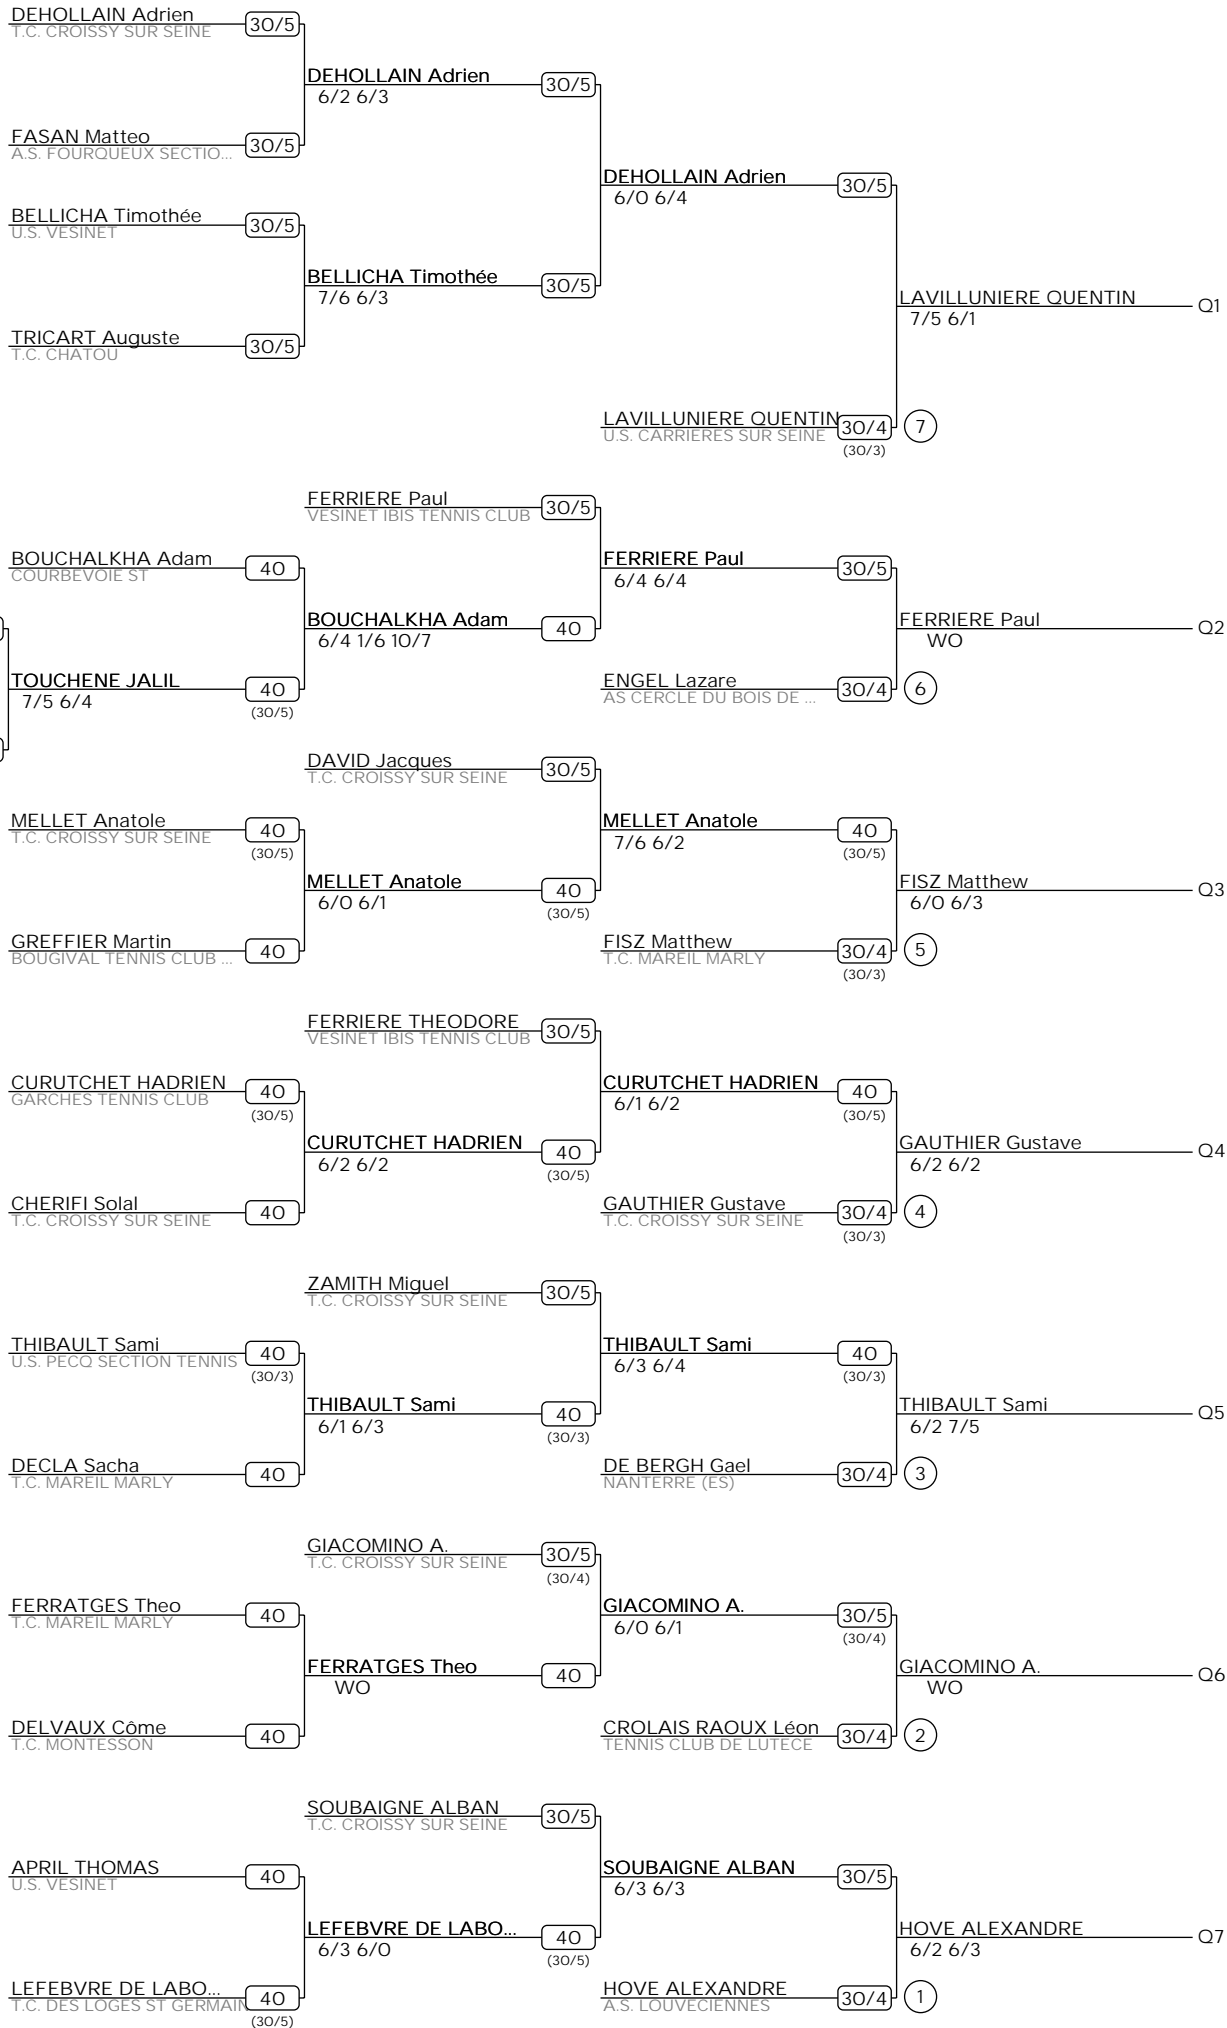 DEHOLLAIN Adrien
T.C. CROISSY SUR SEINE
30/5
DEHOLLAIN Adrien
6/2 6/3
30/5
FASAN Matteo
A.S. FOURQUEUX SECTIO...
30/5
DEHOLLAIN Adrien
6/0 6/4
30/5
BELLICHA Timothée
U.S. VESINET
30/5
BELLICHA Timothée
7/6 6/3
30/5
LAVILLUNIERE QUENTIN
7/5 6/1
Q1
TRICART Auguste
T.C. CHATOU
30/5
LAVILLUNIERE QUENTIN
U.S. CARRIERES SUR SEINE
30/4
(30/3)
7
FERRIERE Paul
VESINET IBIS TENNIS CLUB
30/5
BOUCHALKHA Adam
COURBEVOIE ST
40
FERRIERE Paul
6/4 6/4
30/5
BOUCHALKHA Adam
6/4 1/6 10/7
40
FERRIERE Paul
WO
Q2
TOUCHENE JALIL
7/5 6/4
40
(30/5)
ENGEL Lazare
AS CERCLE DU BOIS DE ...
30/4
6
DAVID Jacques
T.C. CROISSY SUR SEINE
30/5
MELLET Anatole
T.C. CROISSY SUR SEINE
40
(30/5)
MELLET Anatole
7/6 6/2
40
(30/5)
MELLET Anatole
6/0 6/1
40
(30/5)
FISZ Matthew
6/0 6/3
Q3
GREFFIER Martin
BOUGIVAL TENNIS CLUB ...
40
FISZ Matthew
T.C. MAREIL MARLY
30/4
(30/3)
5
FERRIERE THEODORE
VESINET IBIS TENNIS CLUB
30/5
CURUTCHET HADRIEN
GARCHES TENNIS CLUB
40
(30/5)
CURUTCHET HADRIEN
6/1 6/2
40
(30/5)
CURUTCHET HADRIEN
6/2 6/2
40
(30/5)
GAUTHIER Gustave
6/2 6/2
Q4
CHERIFI Solal
T.C. CROISSY SUR SEINE
40
GAUTHIER Gustave
T.C. CROISSY SUR SEINE
30/4
(30/3)
4
ZAMITH Miguel
T.C. CROISSY SUR SEINE
30/5
THIBAULT Sami
U.S. PECQ SECTION TENNIS
40
(30/3)
THIBAULT Sami
6/3 6/4
40
(30/3)
THIBAULT Sami
6/1 6/3
40
(30/3)
THIBAULT Sami
6/2 7/5
Q5
DECLA Sacha
T.C. MAREIL MARLY
40
DE BERGH Gael
NANTERRE (ES)
30/4
3
GIACOMINO A.
T.C. CROISSY SUR SEINE
30/5
(30/4)
FERRATGES Theo
T.C. MAREIL MARLY
40
GIACOMINO A.
6/0 6/1
30/5
(30/4)
FERRATGES Theo
WO
40
GIACOMINO A.
WO
Q6
DELVAUX Côme
T.C. MONTESSON
40
CROLAIS RAOUX Léon
TENNIS CLUB DE LUTECE
30/4
2
SOUBAIGNE ALBAN
T.C. CROISSY SUR SEINE
30/5
APRIL THOMAS
U.S. VESINET
40
SOUBAIGNE ALBAN
6/3 6/3
30/5
LEFEBVRE DE LABO...
6/3 6/0
40
(30/5)
HOVE ALEXANDRE
6/2 6/3
Q7
LEFEBVRE DE LABO...
T.C. DES LOGES ST GERMAIN
40
(30/5)
HOVE ALEXANDRE
A.S. LOUVECIENNES
30/4
1